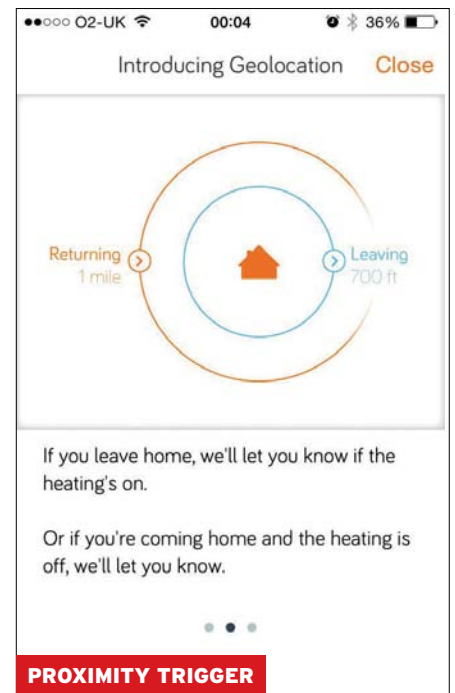 O2-UK 00:04 36%
Introducing Geolocation Close
Returning
1 mile
Leaving
700 ft
If you leave home, we'll let you know if the
heating's on.
Or if you're coming home and the heating is
off, we'll let you know.
PROXIMITY TRIGGER